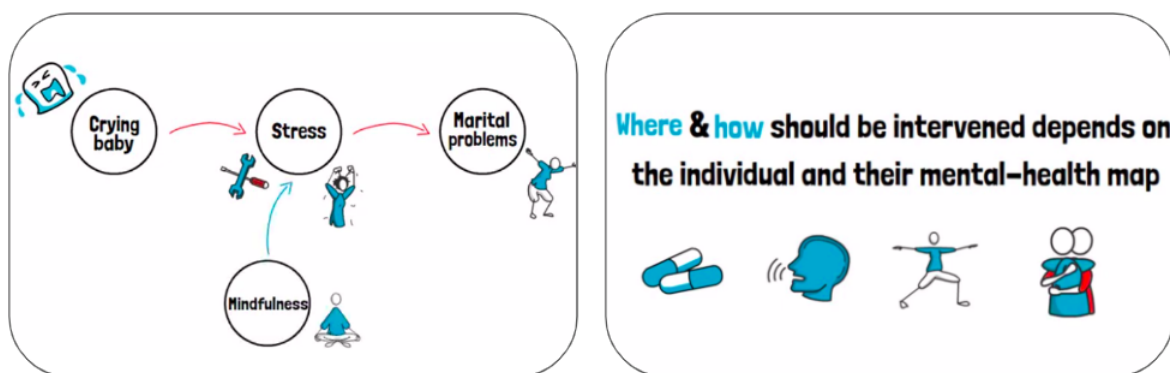 Crying
baby
Stress
Marital
problems
Mindfulness
Where & how should be intervened depends on
the individual and their mental-health map